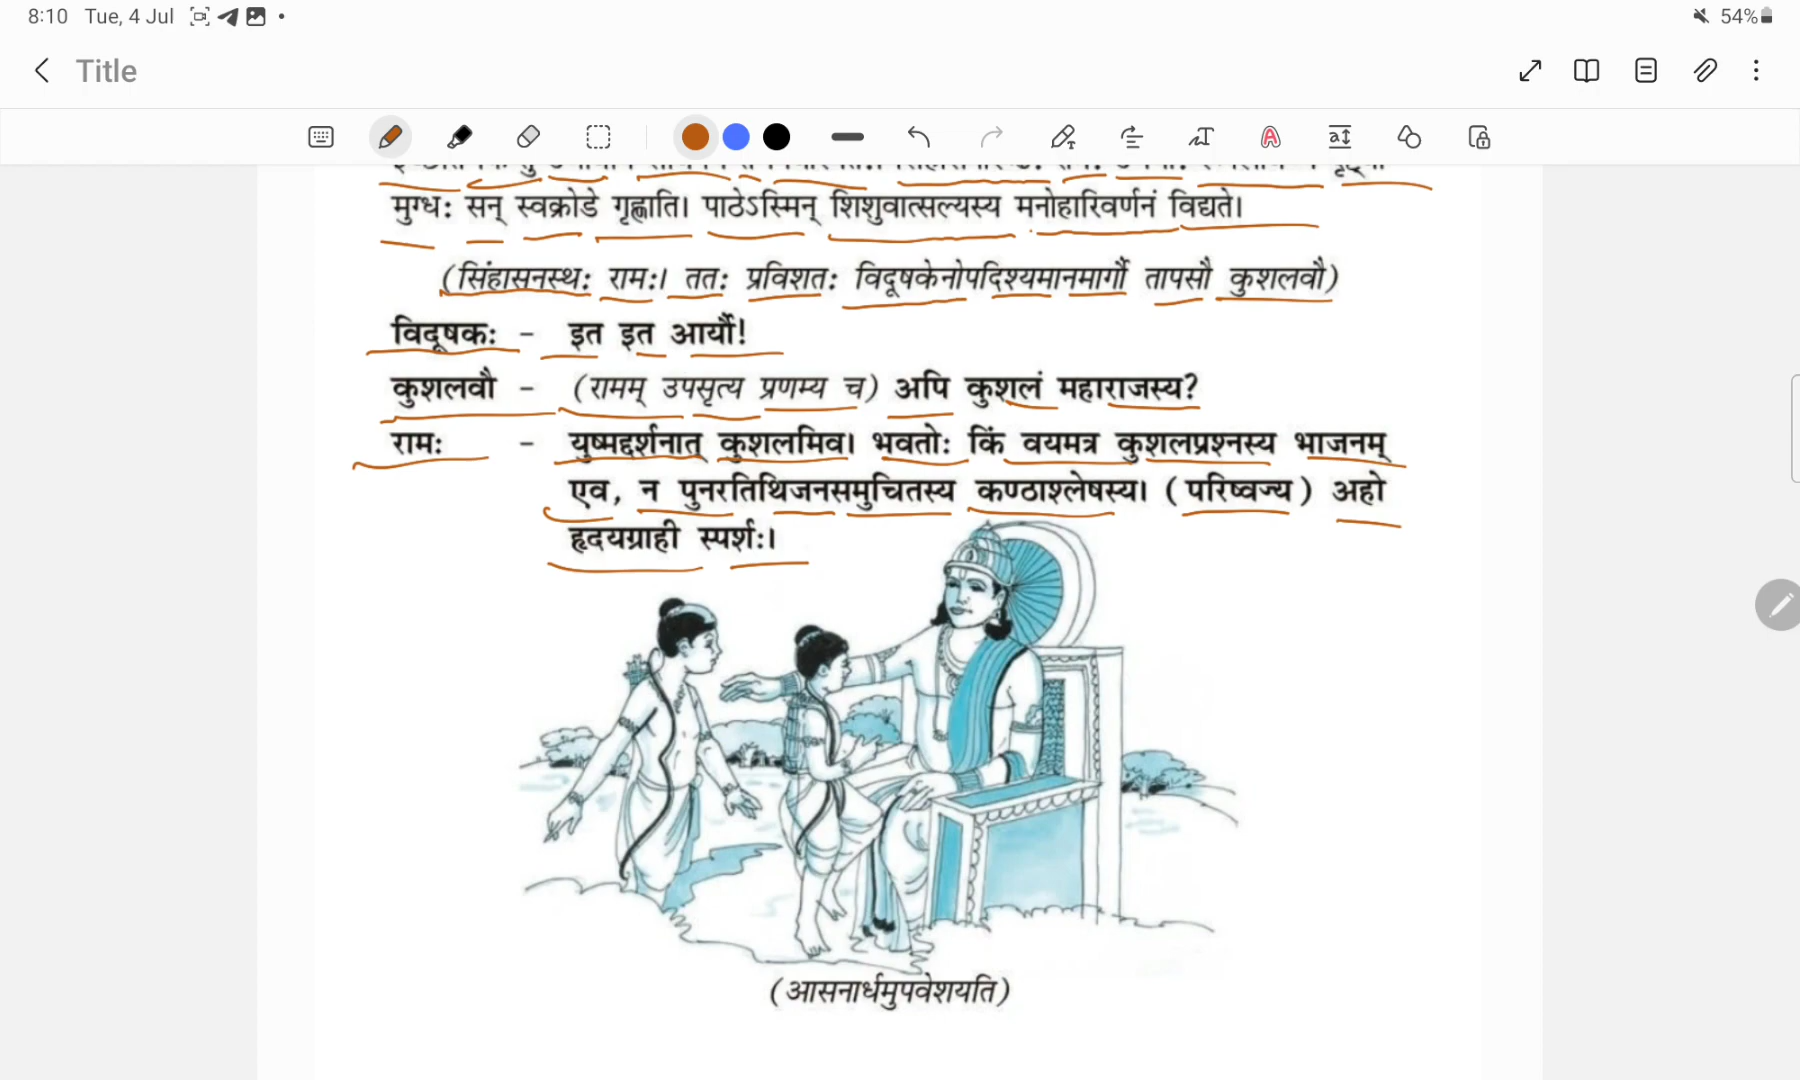 8:10 Tue, 4 Jul
54%
Title
मुग्धः सन् स्वक्रोडे गृह्णाति। पाठेऽस्मिन् शिशुवात्सल्यस्य मनोहारिवर्णनं विद्यते।
(सिंहासनस्थः रामः। ततः प्रविशतः विदूषकेनोपदिश्यमानमार्गौ तापसौ कुशलवौ)
विदूषकः - इत इत आर्यौ!
कुशलवौ - (रामम् उपसृत्य प्रणम्य च) अपि कुशलं महाराजस्य?
रामः - युष्मद्दर्शनात् कुशलमिव। भवतोः किं वयमत्र कुशलप्रश्नस्य भाजनम्
एव, न पुनरतिथिजनसमुचितस्य कण्ठाश्लेषस्य। (परिष्वज्य) अहो
हृदयग्राही स्पर्शः।
(आसनार्धमुपवेशयति)